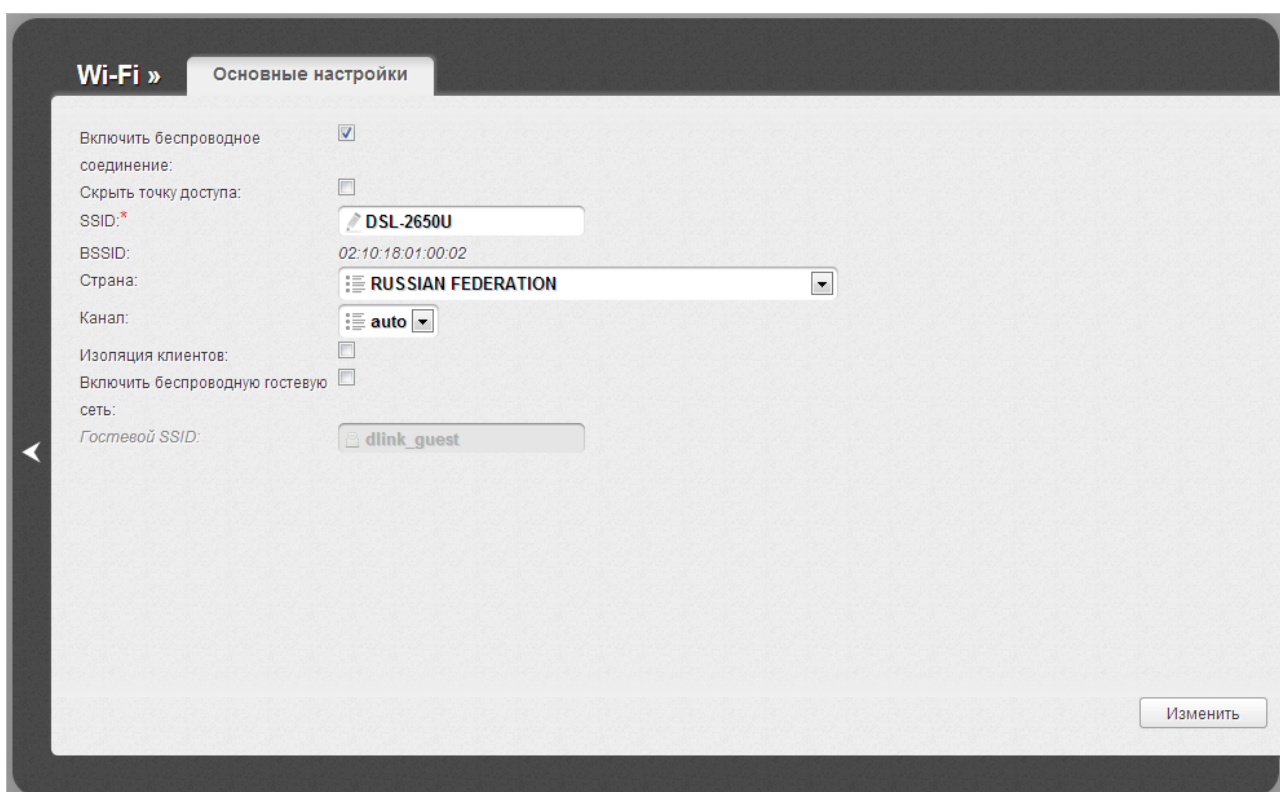 Wi-Fi » Основные настройки
Включить беспроводное
соединение:
Скрыть точку доступа:
SSID:* DSL-2650U
BSSID: 02:10:18:01:00:02
Страна: RUSSIAN FEDERATION
Канал: auto
Изоляция клиентов:
Включить беспроводную гостевую
сеть:
Гостевой SSID: dlink_guest
Изменить